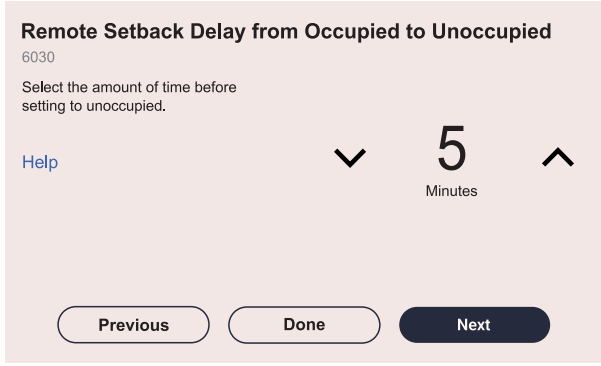 Remote Setback Delay from Occupied to Unoccupied
6030
Select the amount of time before
setting to unoccupied.
Help
5
Minutes
Previous
Done
Next